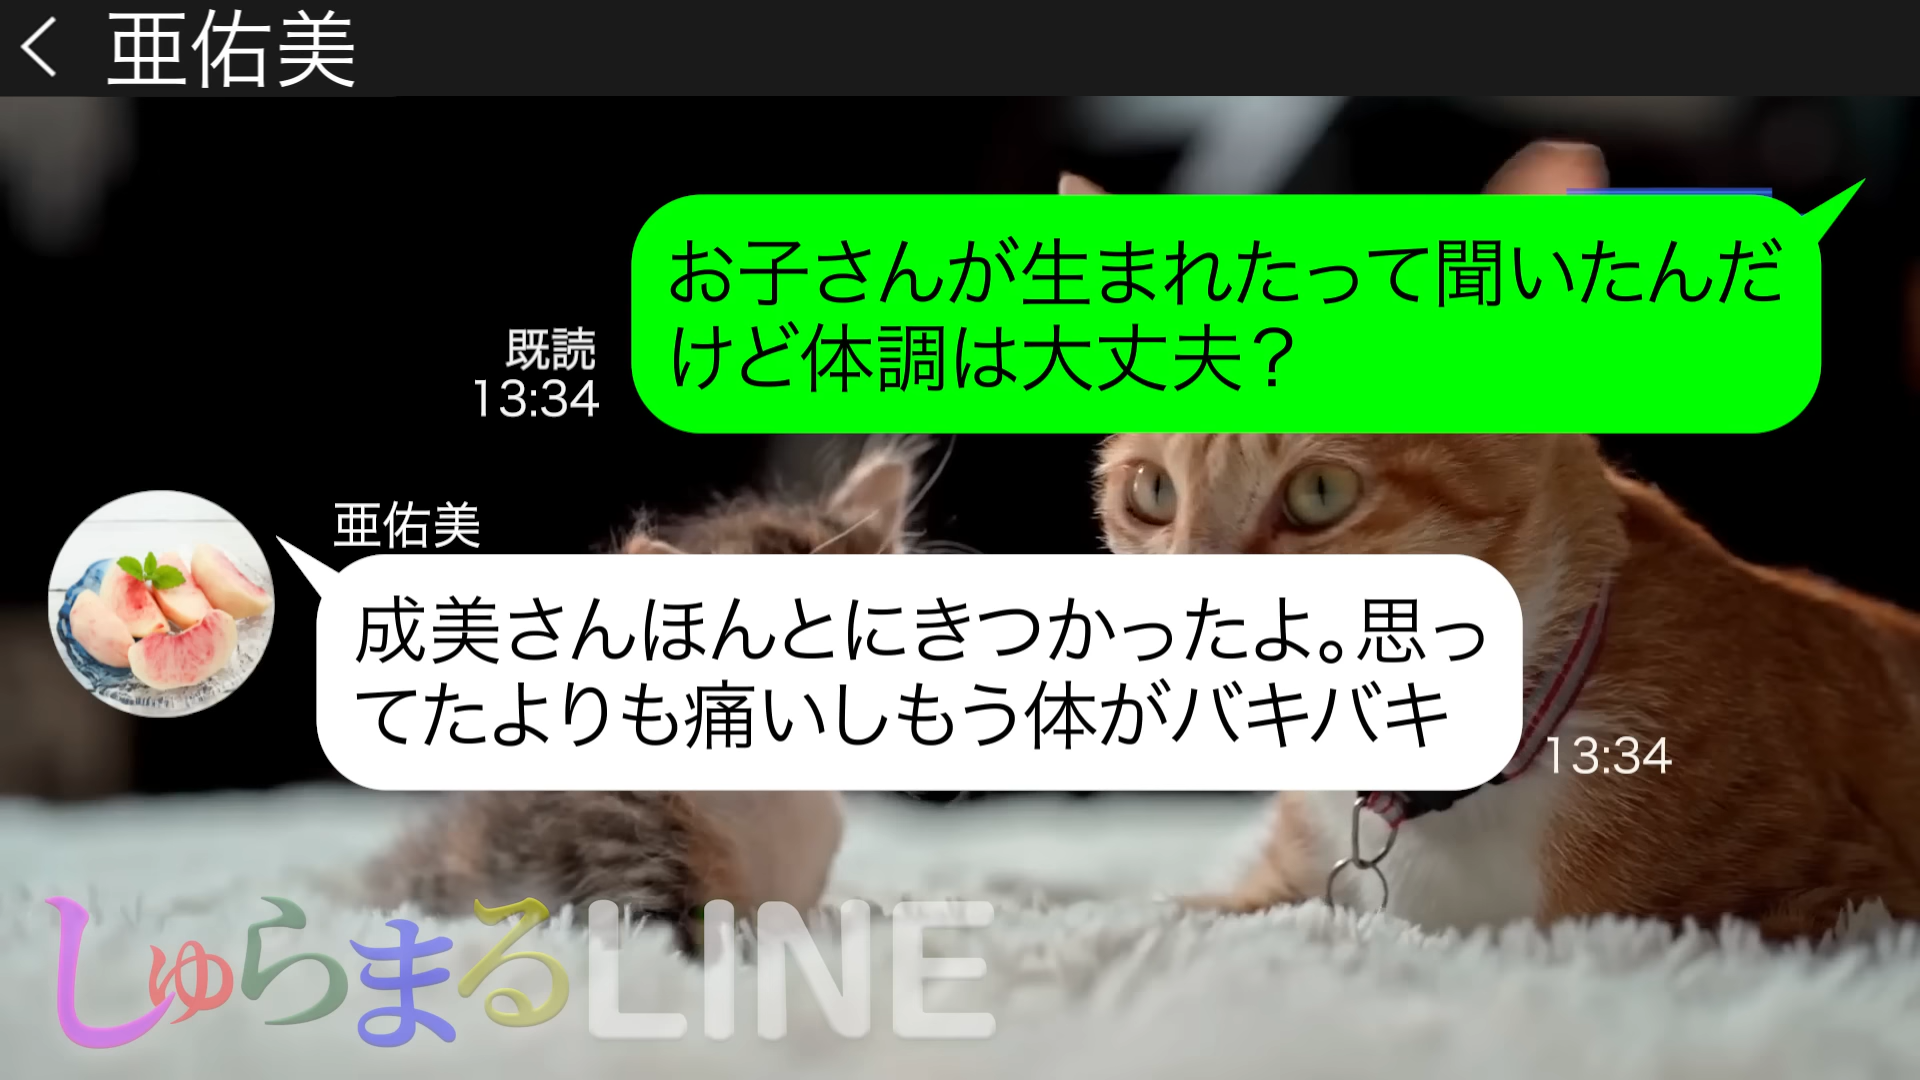 亜佑美
お子さんが生まれたって聞いたんだ
けど体調は大丈夫？
既読
13:34
亜佑美
成美さんほんとにきつかったよ。思っ
てたよりも痛いしもう体がバキバキ
13:34
しゅらまるLINE